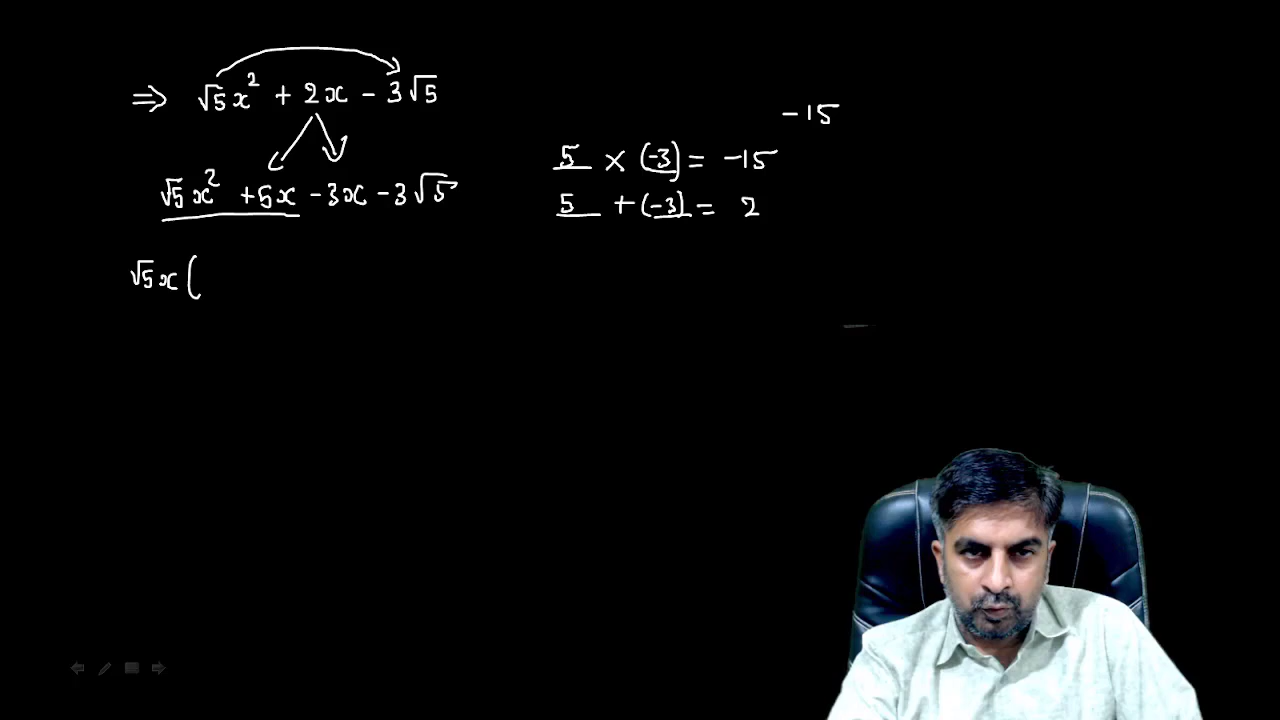 ⇒ √5x² + 2x - 3√5
-15
5 × (-3) = -15
√5x² + 5x - 3x - 3√5
5 + (-3) = 2
√5x (